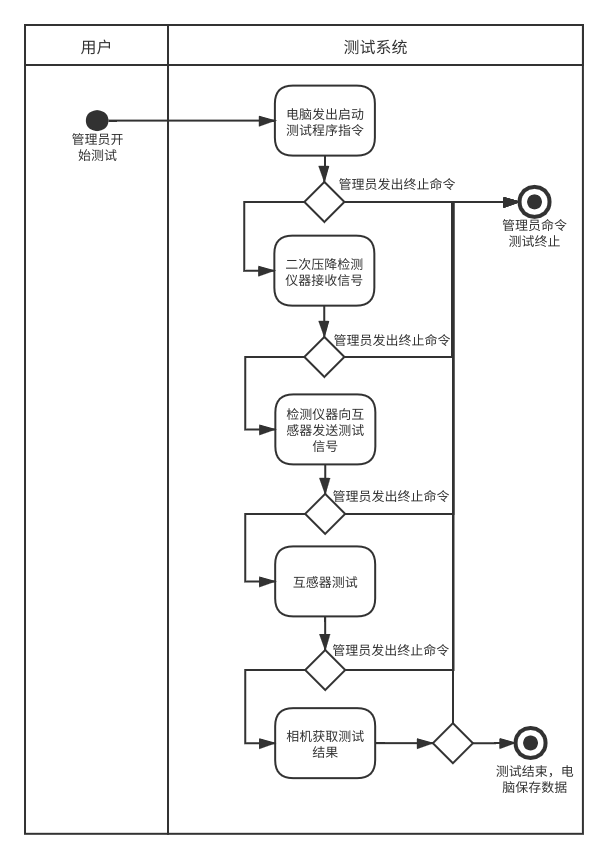 用户
测试系统
管理员开
始测试
电脑发出启动
测试程序指令
管理员发出终止命令
管理员命令
测试终止
二次压降检测
仪器接收信号
管理员发出终止命令
检测仪器向互
感器发送测试
信号
管理员发出终止命令
互感器测试
管理员发出终止命令
相机获取测试
结果
测试结束，电
脑保存数据